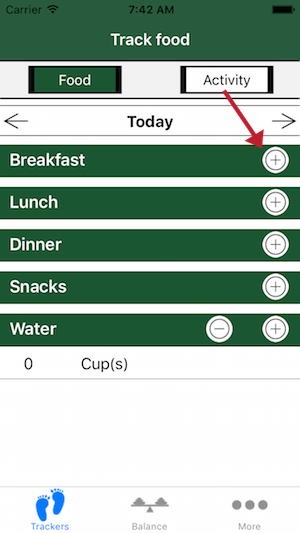 Carrier 7:42 AM
Track food
Food Activity
Today
Breakfast
Lunch
Dinner
Snacks
Water
0 Cup(s)
Trackers Balance More